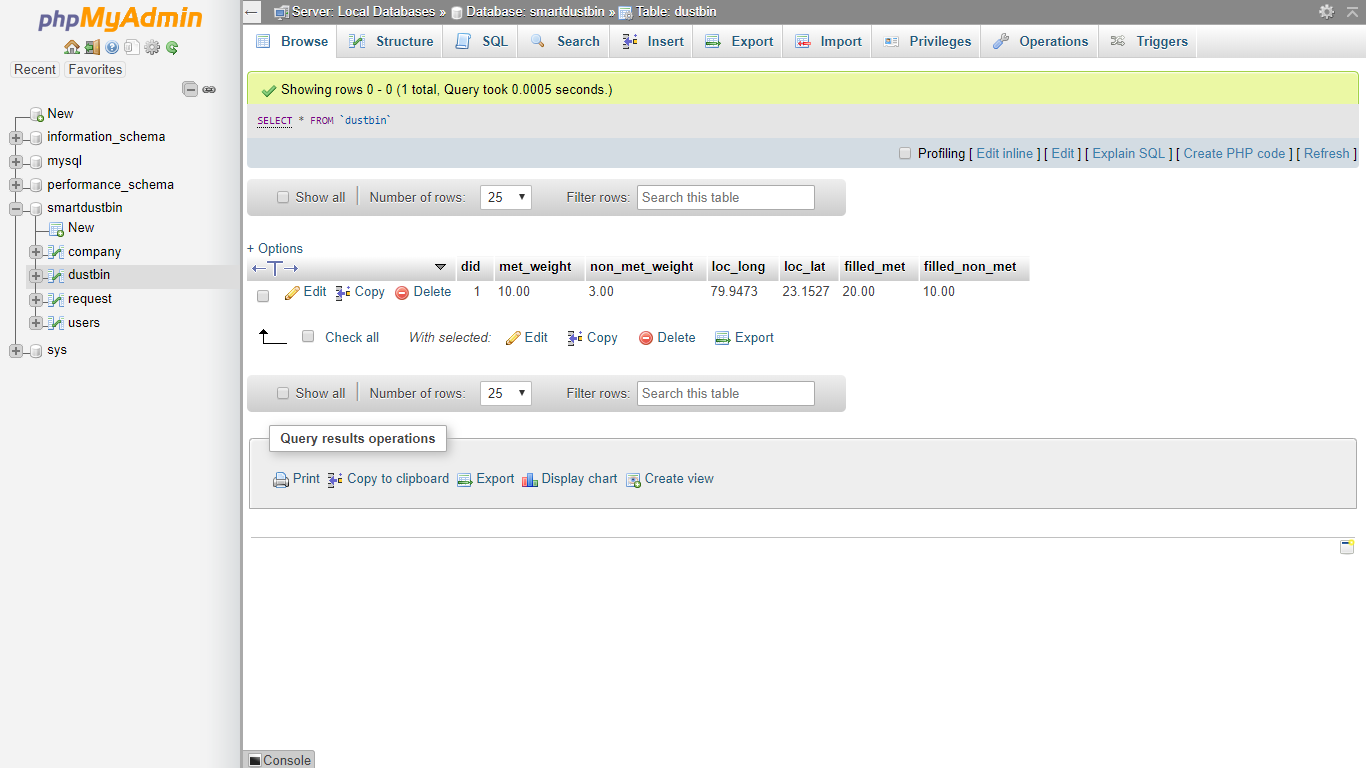 phpMyAdmin
Recent Favorites
New
information_schema
mysql
performance_schema
smartdustbin
New
company
dustbin
request
users
sys
Server: Local Databases » Database: smartdustbin » Table: dustbin
Browse Structure SQL Search Insert Export Import Privileges Operations Triggers
Showing rows 0 - 0 (1 total, Query took 0.0005 seconds.)
SELECT * FROM `dustbin`
Profiling [ Edit inline ] [ Edit ] [ Explain SQL ] [ Create PHP code ] [ Refresh ]
Show all Number of rows: 25 Filter rows: Search this table
+ Options
did met_weight non_met_weight loc_long loc_lat filled_met filled_non_met
Edit Copy Delete 1 10.00 3.00 79.9473 23.1527 20.00 10.00
Check all With selected: Edit Copy Delete Export
Show all Number of rows: 25 Filter rows: Search this table
Query results operations
Print Copy to clipboard Export Display chart Create view
Console